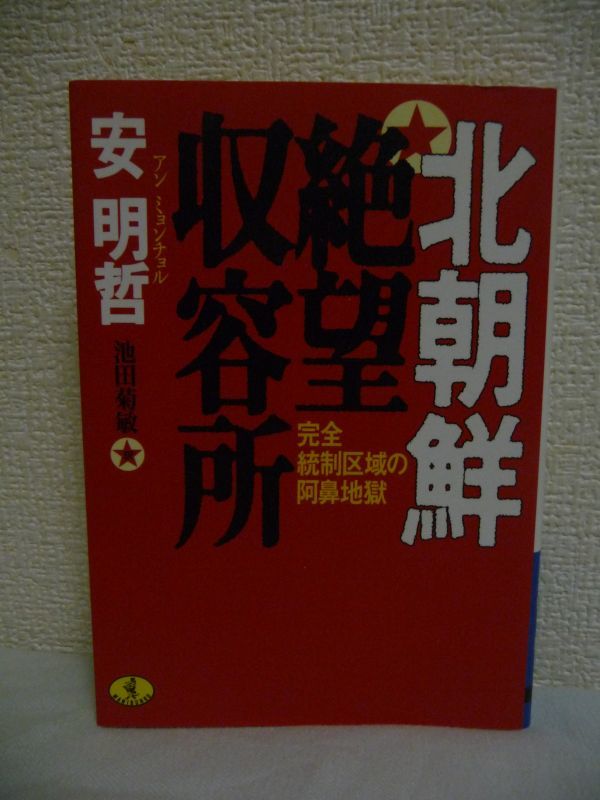 北朝鮮
絶望
収容所
完全
統制区域の
阿鼻地獄
安明哲
アン ミョンチョル
池田菊敏
WANIBUNKO